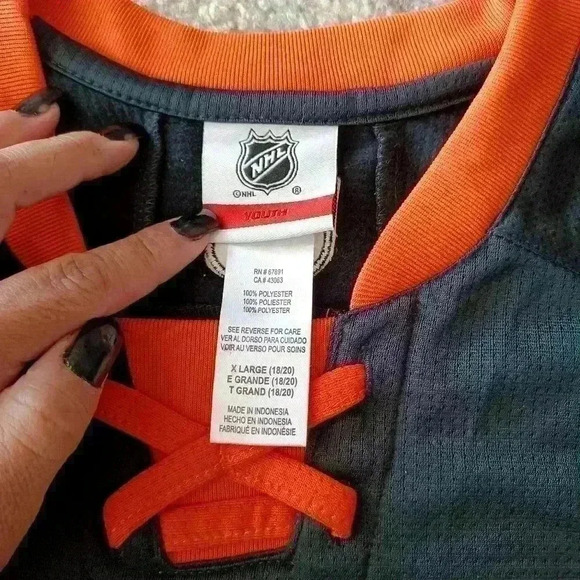 NHL
©NHL ®
YOUTH
RN # 67891
CA # 43063
100% POLYESTER
100% POLIESTER
100% POLYESTER
SEE REVERSE FOR CARE
VER AL DORSO PARA CUIDADO
VOIR AU VERSO POUR SOINS
X LARGE (18/20)
E GRANDE (18/20)
T GRAND (18/20)
MADE IN INDONESIA
HECHO EN INDONESIA
FABRIQUÉ EN INDONÉSIE